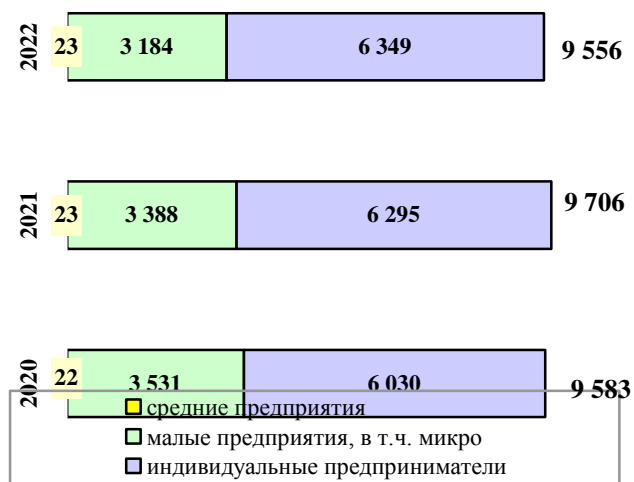 2022 23 3 184 6 349 9 556
2021 23 3 388 6 295 9 706
2020 22 3 531 6 030 9 583
средние предприятия
малые предприятия, в т.ч. микро
индивидуальные предприниматели